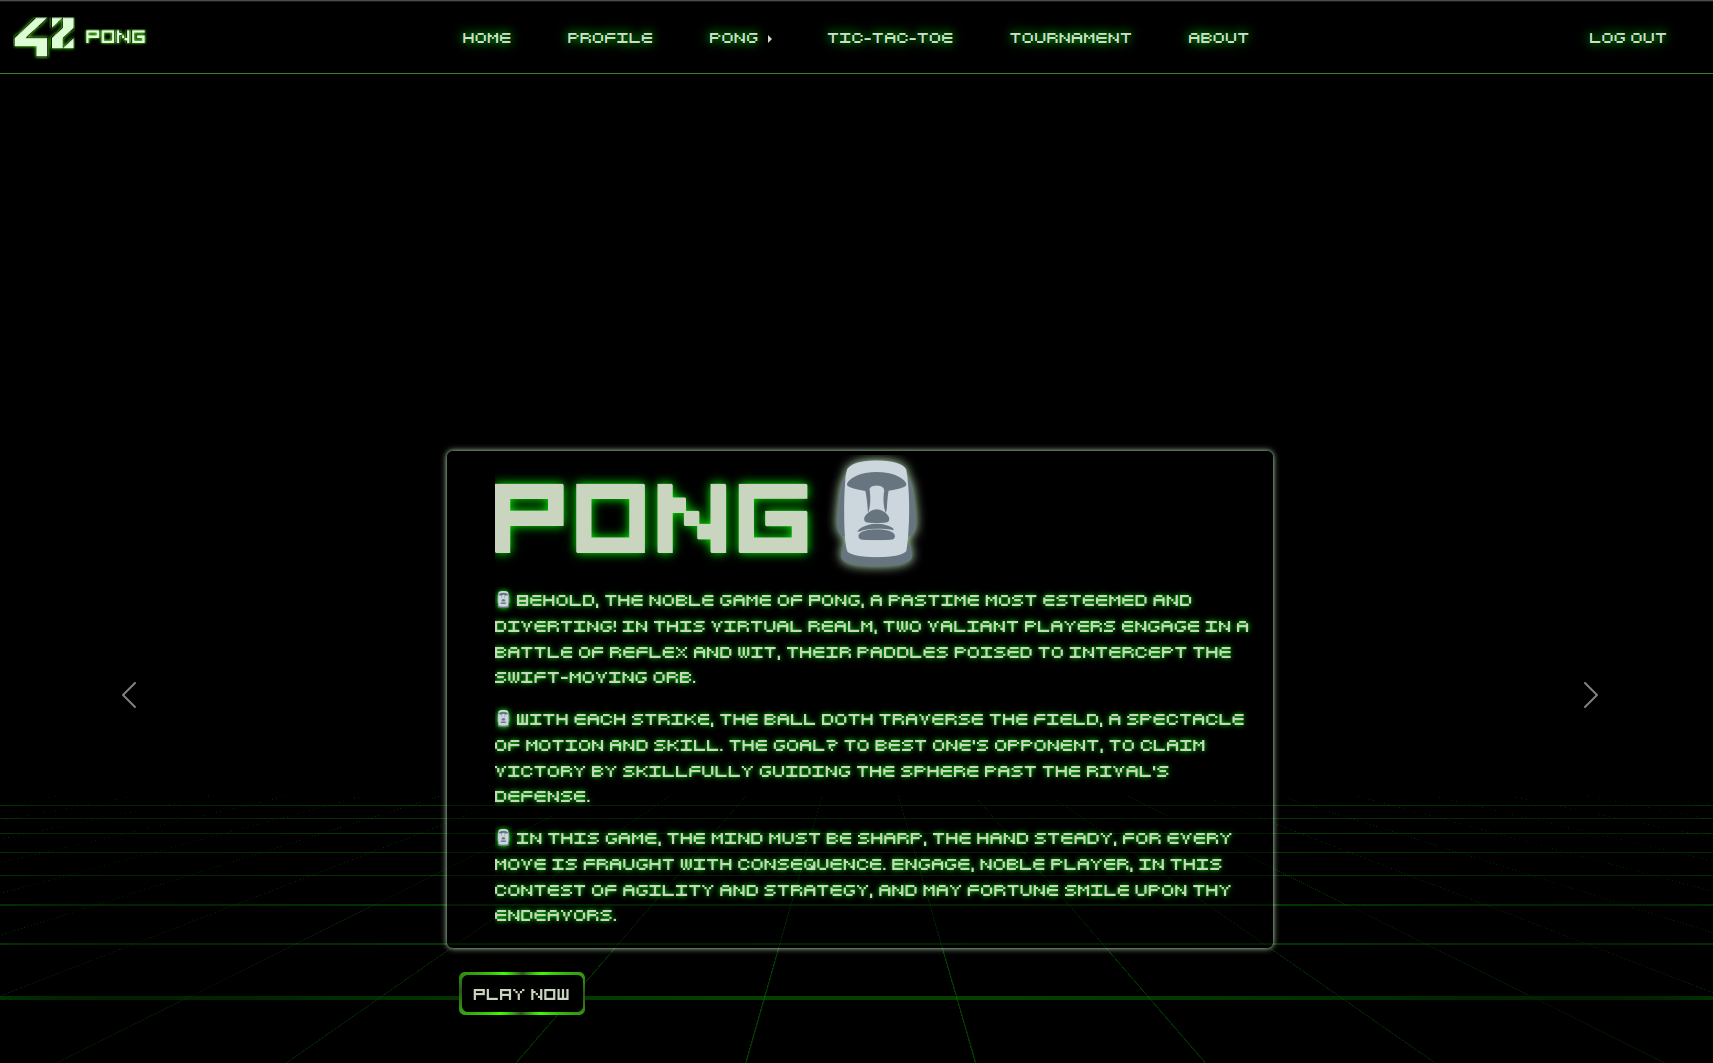 42 PONG
HOME PROFILE PONG TIC-TAC-TOE TOURNAMENT ABOUT LOG OUT
PONG 🗿
🗿 BEHOLD, THE NOBLE GAME OF PONG, A PASTIME MOST ESTEEMED AND
DIVERTING! IN THIS VIRTUAL REALM, TWO VALIANT PLAYERS ENGAGE IN A
BATTLE OF REFLEX AND WIT, THEIR PADDLES POISED TO INTERCEPT THE
SWIFT-MOVING ORB.
🗿 WITH EACH STRIKE, THE BALL DOTH TRAVERSE THE FIELD, A SPECTACLE
OF MOTION AND SKILL. THE GOAL? TO BEST ONE'S OPPONENT, TO CLAIM
VICTORY BY SKILLFULLY GUIDING THE SPHERE PAST THE RIVAL'S
DEFENSE.
🗿 IN THIS GAME, THE MIND MUST BE SHARP, THE HAND STEADY, FOR EVERY
MOVE IS FRAUGHT WITH CONSEQUENCE. ENGAGE, NOBLE PLAYER, IN THIS
CONTEST OF AGILITY AND STRATEGY, AND MAY FORTUNE SMILE UPON THY
ENDEAVORS.
PLAY NOW